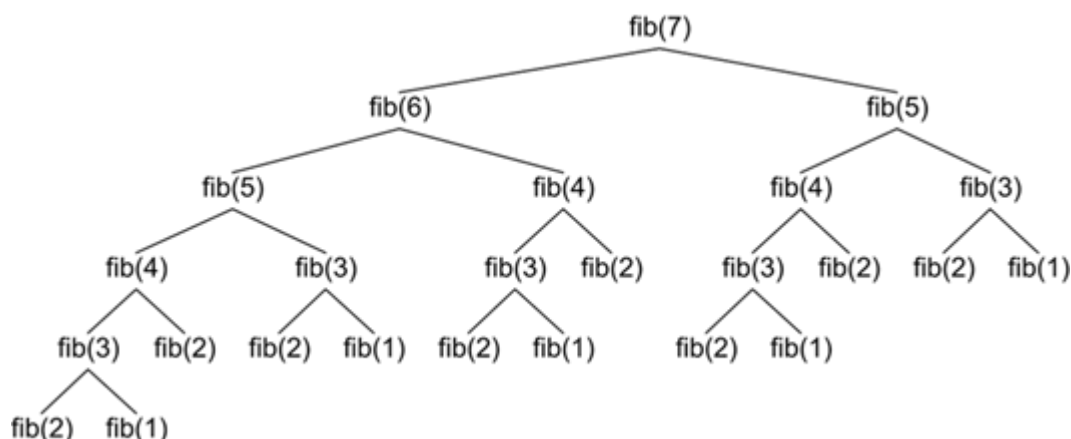 fib(7)
fib(6) fib(5)
fib(5) fib(4) fib(4) fib(3)
fib(4) fib(3) fib(3) fib(2) fib(3) fib(2) fib(2) fib(1)
fib(3) fib(2) fib(2) fib(1) fib(2) fib(1) fib(2) fib(1)
fib(2) fib(1)